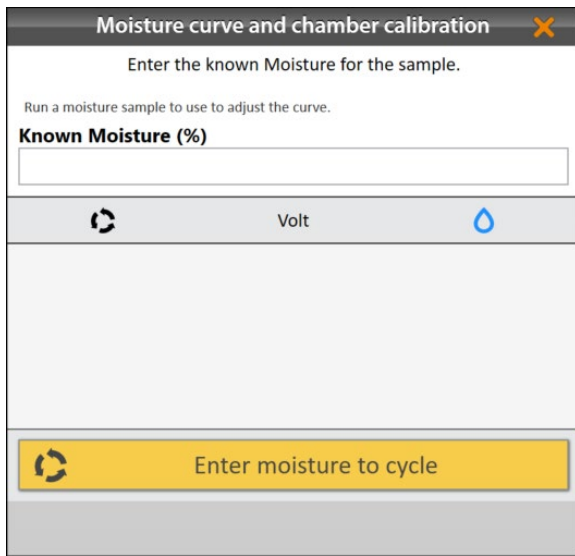 Moisture curve and chamber calibration
Enter the known Moisture for the sample.
Run a moisture sample to use to adjust the curve.
Known Moisture (%)
Volt
Enter moisture to cycle